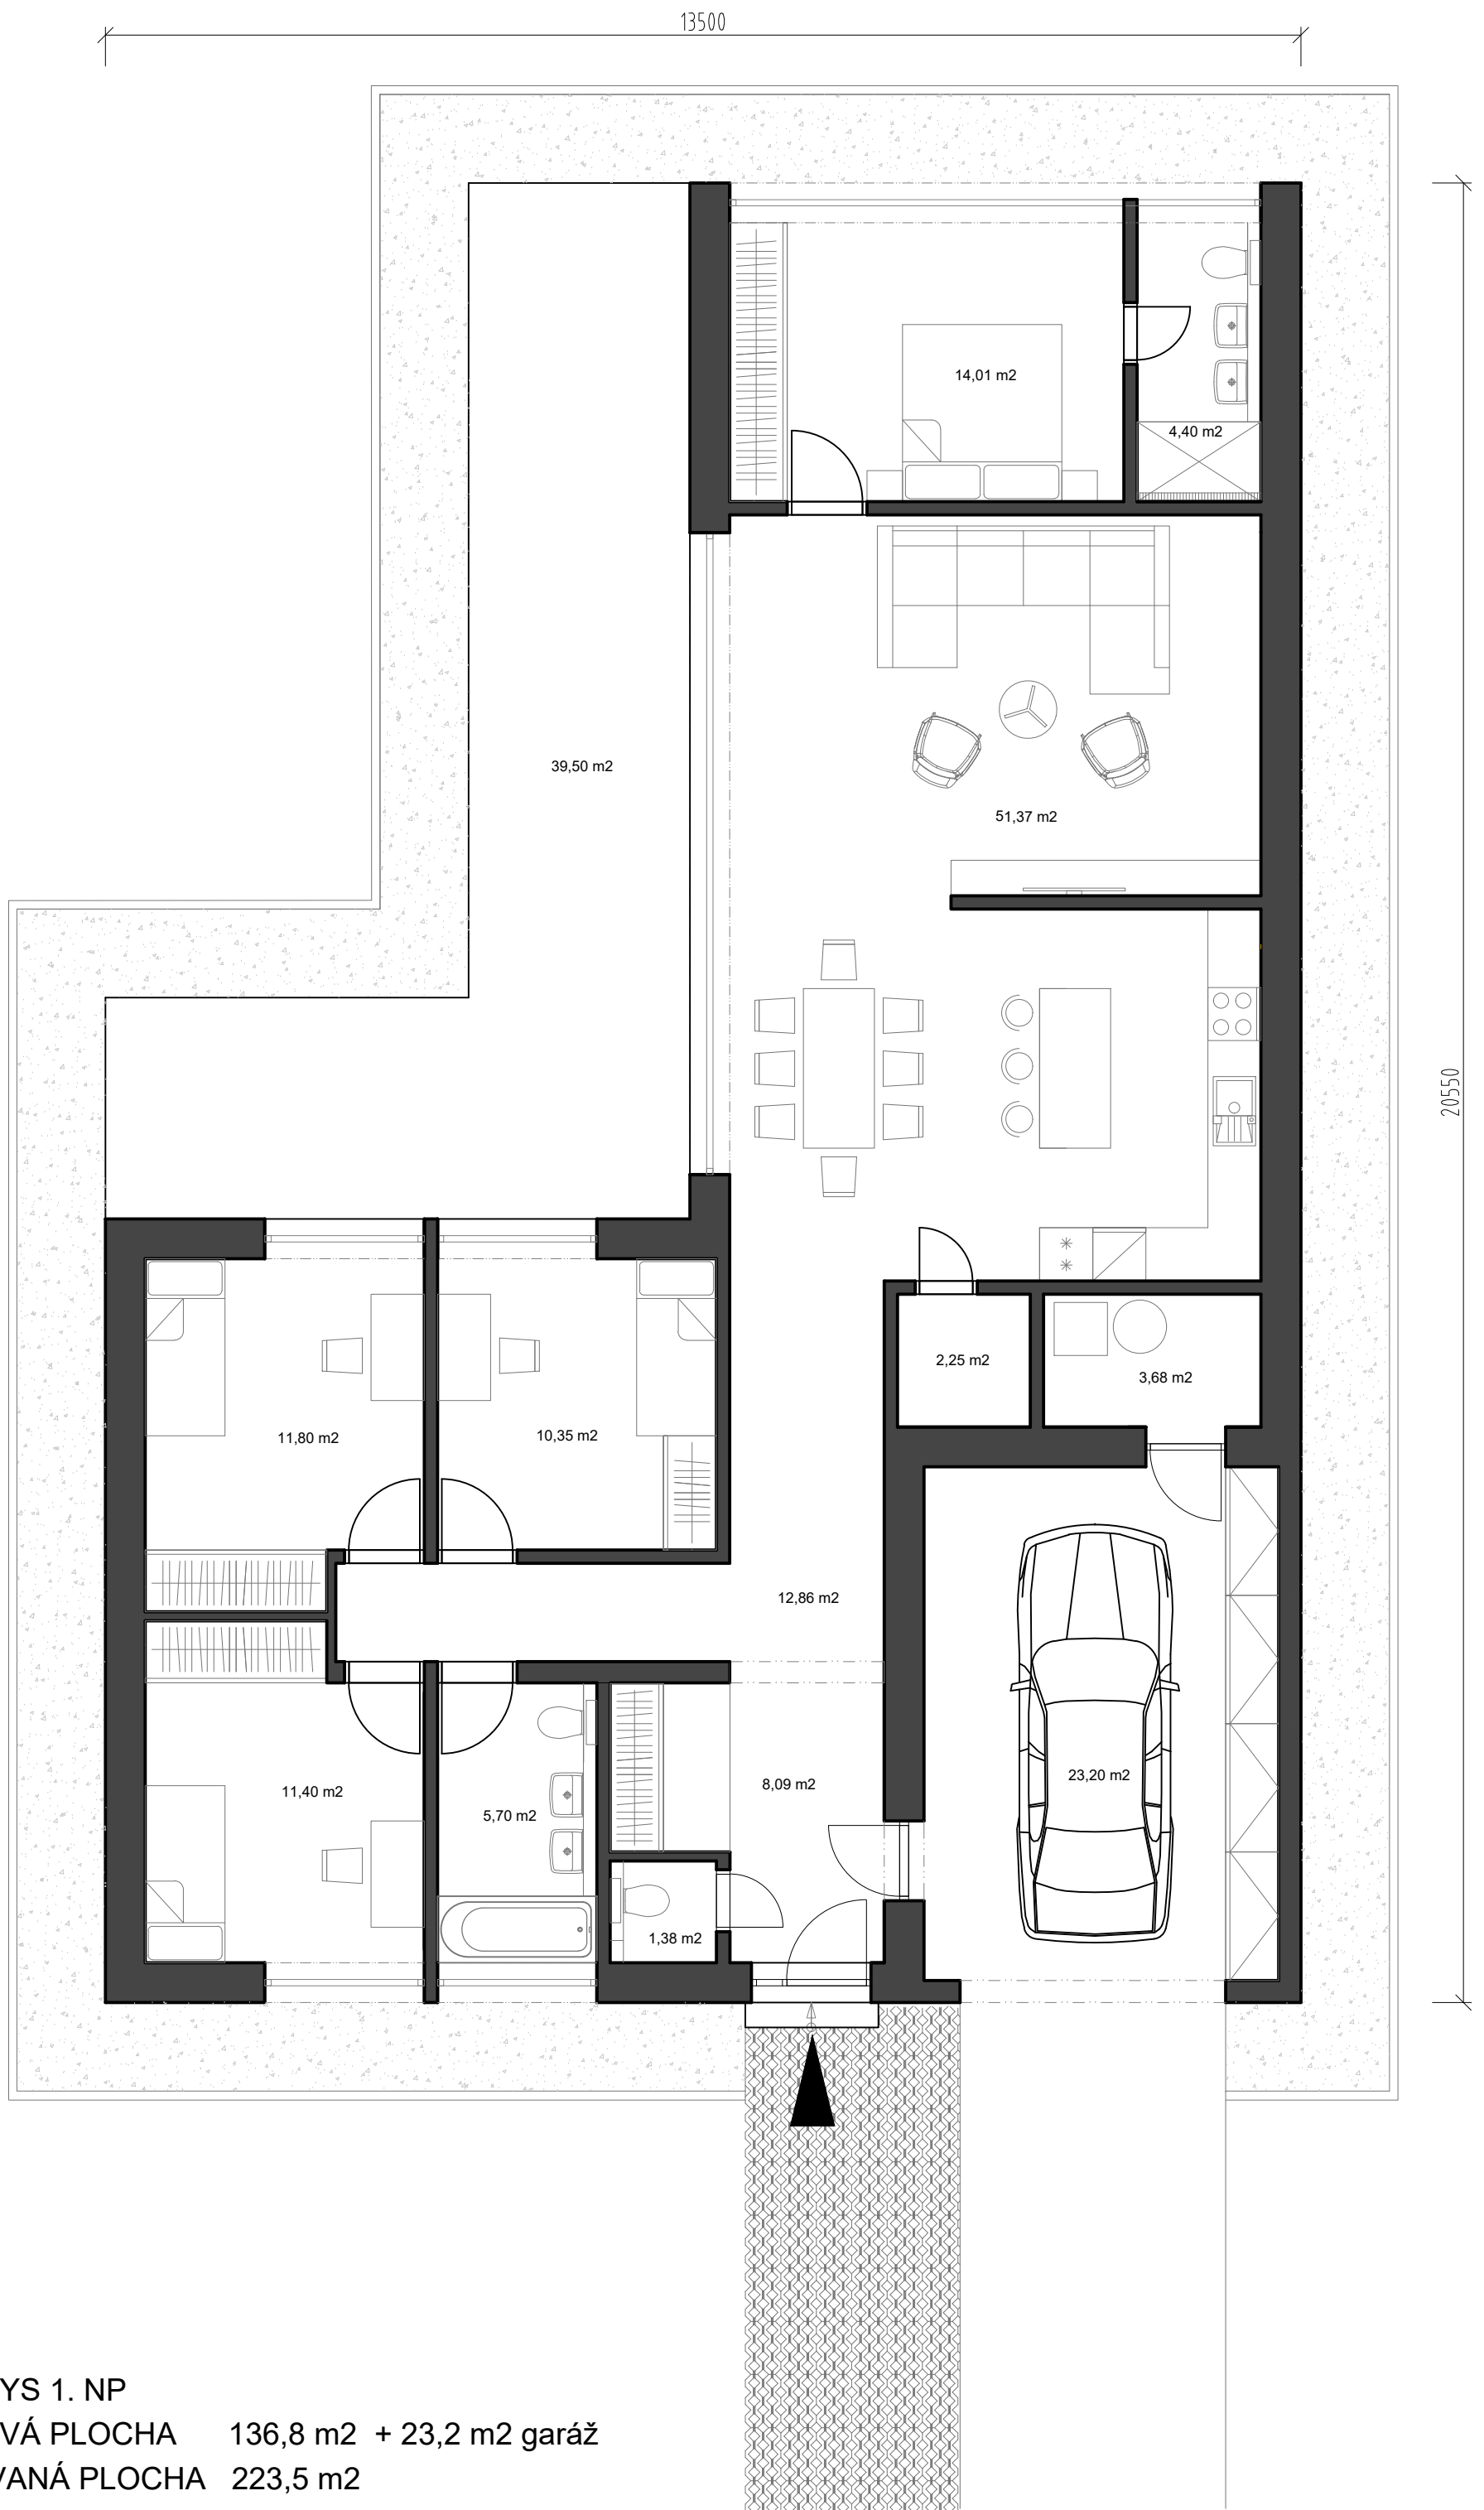 13500
14,01 m2
4,40 m2
39,50 m2
51,37 m2
20550
2,25 m2
3,68 m2
11,80 m2
10,35 m2
12,86 m2
11,40 m2
5,70 m2
8,09 m2
23,20 m2
1,38 m2
YS 1. NP
VÁ PLOCHA 136,8 m2 + 23,2 m2 garáž
VANÁ PLOCHA 223,5 m2